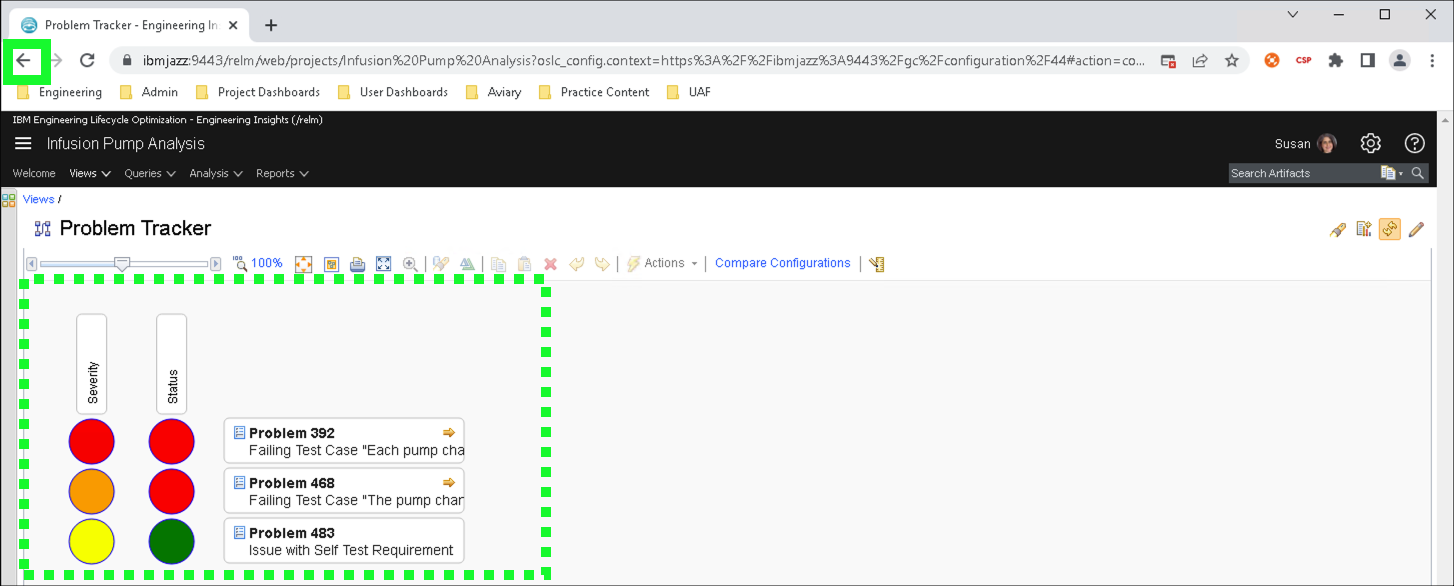 Problem Tracker - Engineering In
ibmjazz:9443/relm/web/projects/Infusion%20Pump%20Analysis?oslc_config.context=https%3A%2F%2Fibmjazz%3A9443%2Fgc%2Fconfiguration%2F44#action=co...
CSP
Engineering Admin Project Dashboards User Dashboards Aviary Practice Content UAF
IBM Engineering Lifecycle Optimization - Engineering Insights (/relm)
Infusion Pump Analysis
Susan
Welcome Views Queries Analysis Reports
Search Artifacts
Views /
Problem Tracker
100 100% Actions Compare Configurations
Severity
Status
Problem 392
Failing Test Case "Each pump cha
Problem 468
Failing Test Case "The pump char
Problem 483
Issue with Self Test Requirement